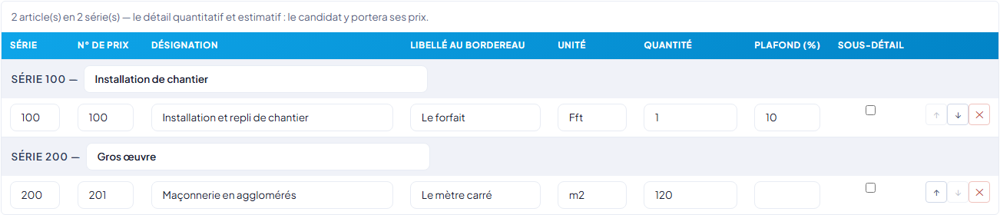 2 article(s) en 2 série(s) — le détail quantitatif et estimatif : le candidat y portera ses prix.
SÉRIE N° DE PRIX DÉSIGNATION LIBELLÉ AU BORDEREAU UNITÉ QUANTITÉ PLAFOND (%) SOUS-DÉTAIL
SÉRIE 100 — Installation de chantier
100 100 Installation et repli de chantier Le forfait Fft 1 10 ↑ ↓ ×
SÉRIE 200 — Gros œuvre
200 201 Maçonnerie en agglomérés Le mètre carré m2 120 ↑ ↓ ×